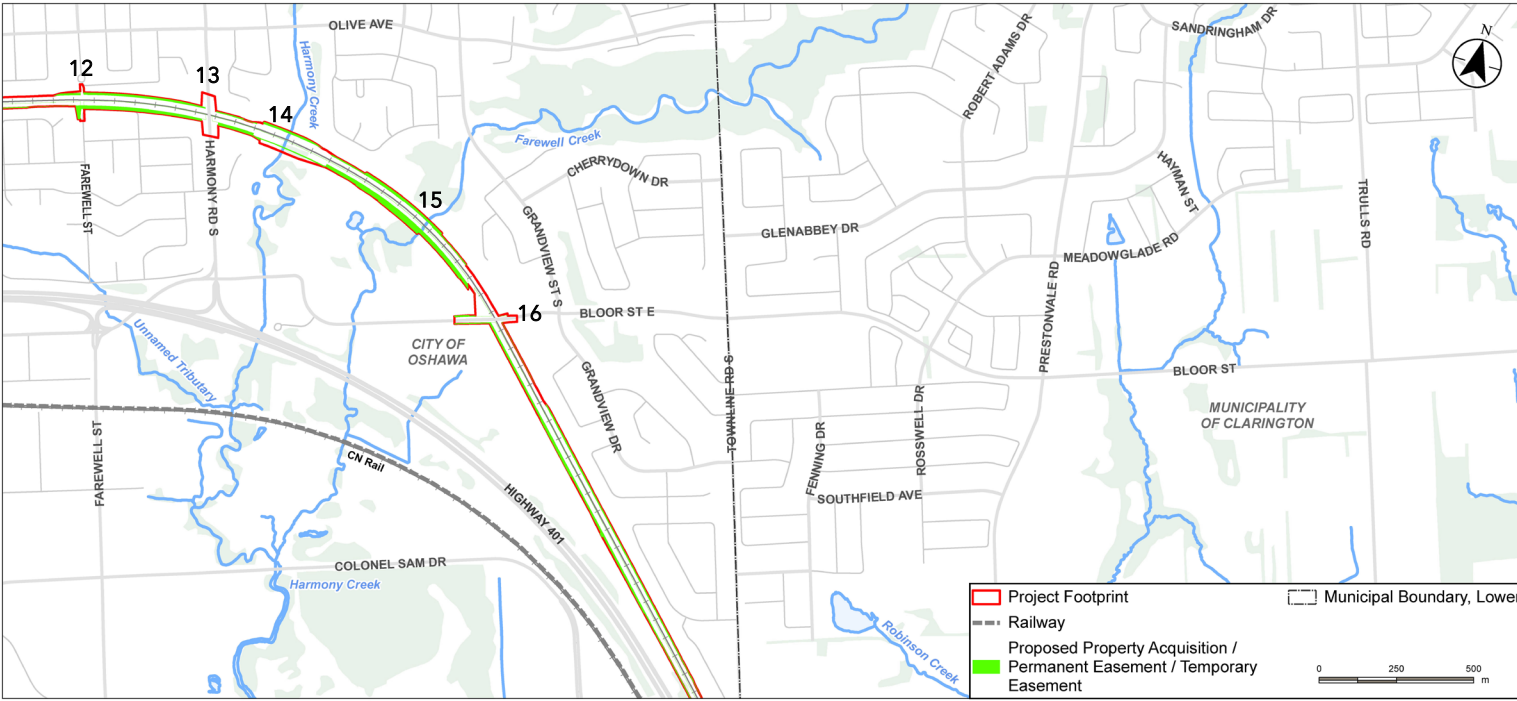 OLIVE AVE
SANDRINGHAM DR
N
ROBERT ADAMS DR
12
13
Harmony Creek
14
Farewell Creek
CHERRYDOWN DR
HAYMAN ST
FAREWELL ST
HARMONY RD S
15
TRULLS RD
GRANDVIEW ST S
GLENABBEY DR
MEADOWGLADE RD
PRESTONVALE RD
16
BLOOR ST E
Unnamed Tributary
CITY OF
OSHAWA
TOWNLINE RD S
BLOOR ST
GRANDVIEW DR
ROSSWELL DR
MUNICIPALITY
OF CLARINGTON
FAREWELL ST
FENNING DR
CN Rail
SOUTHFIELD AVE
HIGHWAY 401
COLONEL SAM DR
Harmony Creek
Robinson Creek
Project Footprint
Municipal Boundary, Lower
Railway
Proposed Property Acquisition /
Permanent Easement / Temporary
Easement
0 250 500
m